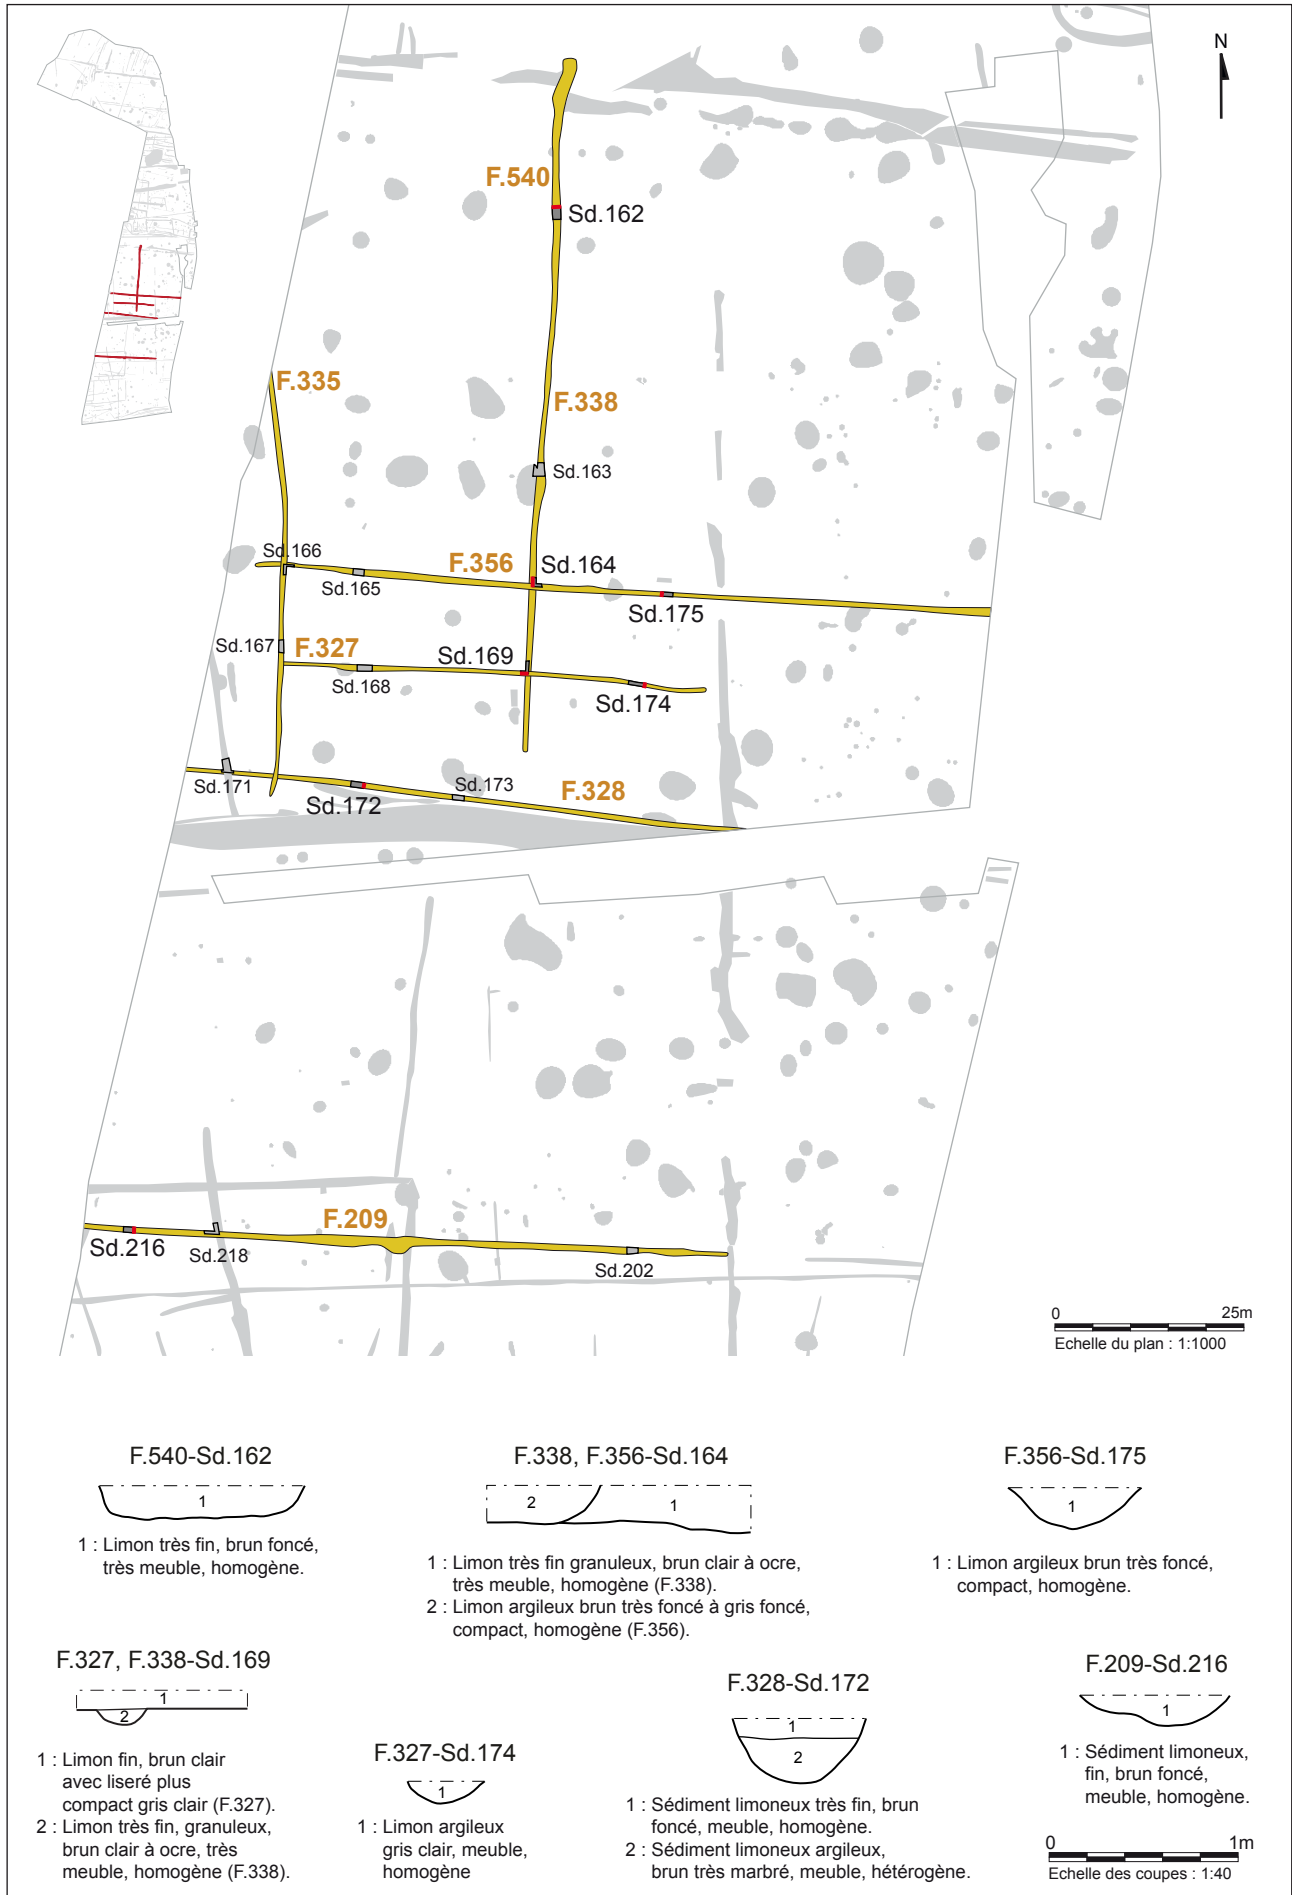 N
F.540
Sd.162
F.335
F.338
Sd.163
Sd.166
F.356
Sd.164
Sd.165
Sd.175
Sd.167
F.327
Sd.169
Sd.168
Sd.174
Sd.171
Sd.172
Sd.173
F.328
F.209
Sd.216
Sd.218
Sd.202
0 25m
Echelle du plan : 1:1000
F.540-Sd.162
1
1 : Limon très fin, brun foncé,
très meuble, homogène.
F.338, F.356-Sd.164
2 1
1 : Limon très fin granuleux, brun clair à ocre,
très meuble, homogène (F.338).
2 : Limon argileux brun très foncé à gris foncé,
compact, homogène (F.356).
F.356-Sd.175
1
1 : Limon argileux brun très foncé,
compact, homogène.
F.327, F.338-Sd.169
1
2
1 : Limon fin, brun clair
avec liseré plus
compact gris clair (F.327).
2 : Limon très fin, granuleux,
brun clair à ocre, très
meuble, homogène (F.338).
F.327-Sd.174
1
1 : Limon argileux
gris clair, meuble,
homogène
F.328-Sd.172
1
2
1 : Sédiment limoneux très fin, brun
foncé, meuble, homogène.
2 : Sédiment limoneux argileux,
brun très marbré, meuble, hétérogène.
F.209-Sd.216
1
1 : Sédiment limoneux,
fin, brun foncé,
meuble, homogène.
0 1m
Echelle des coupes : 1:40